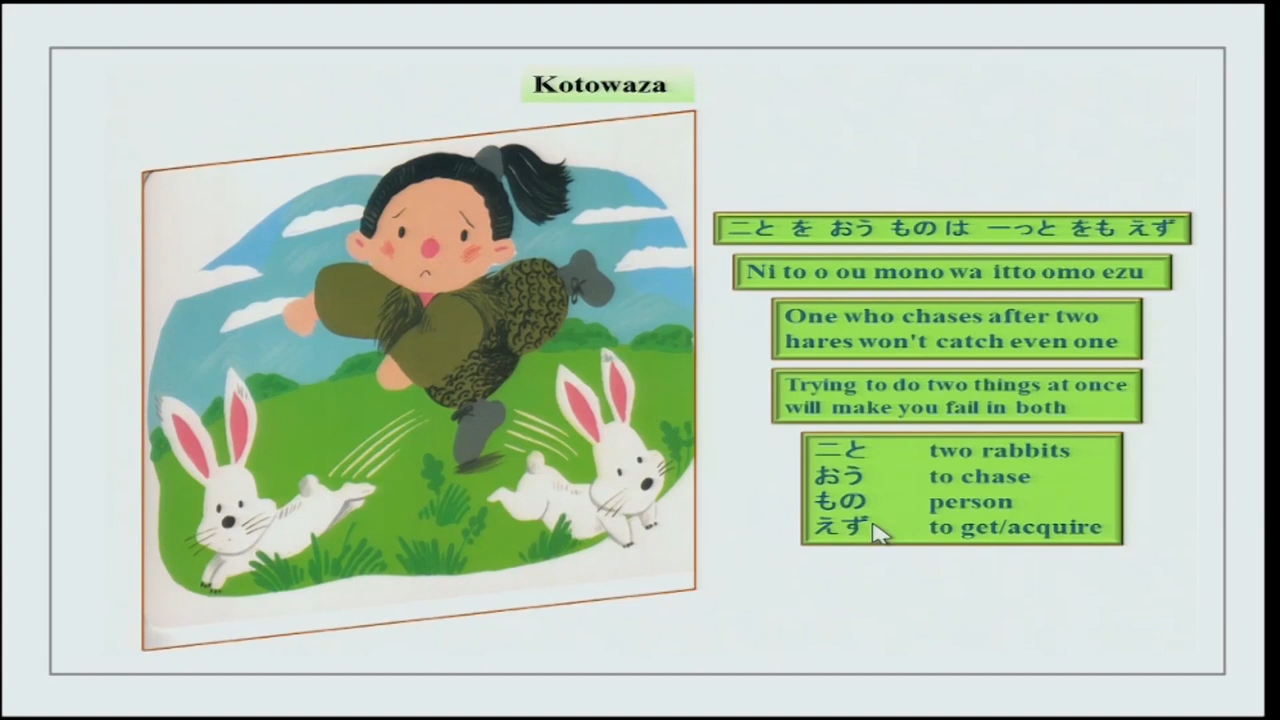 Kotowaza
二と を おう ものは 一っと をも えず
Ni to o ou mono wa itto omo ezu
One who chases after two
hares won't catch even one
Trying to do two things at once
will make you fail in both
二と two rabbits
おう to chase
もの person
えず to get/acquire